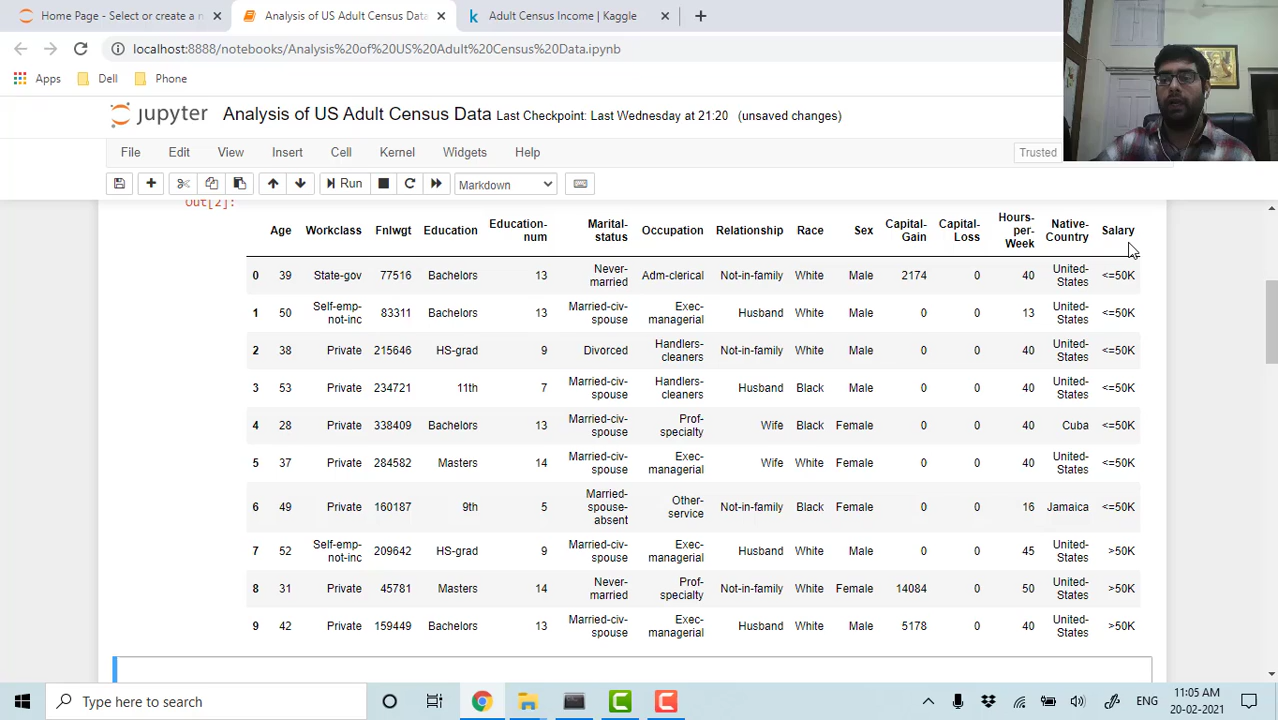 Home Page - Select or create a n
Analysis of US Adult Census Data
Adult Census Income | Kaggle
localhost:8888/notebooks/Analysis%20of%20US%20Adult%20Census%20Data.ipynb
Apps Dell Phone
jupyter Analysis of US Adult Census Data Last Checkpoint: Last Wednesday at 21:20 (unsaved changes)
File Edit View Insert Cell Kernel Widgets Help Trusted
Run Markdown
Out[2]:
Age Workclass Fnlwgt Education Education-num Marital-status Occupation Relationship Race Sex Capital-Gain Capital-Loss Hours-per-Week Native-Country Salary
0 39 State-gov 77516 Bachelors 13 Never-married Adm-clerical Not-in-family White Male 2174 0 40 United-States <=50K
1 50 Self-emp-not-inc 83311 Bachelors 13 Married-civ-spouse Exec-managerial Husband White Male 0 0 13 United-States <=50K
2 38 Private 215646 HS-grad 9 Divorced Handlers-cleaners Not-in-family White Male 0 0 40 United-States <=50K
3 53 Private 234721 11th 7 Married-civ-spouse Handlers-cleaners Husband Black Male 0 0 40 United-States <=50K
4 28 Private 338409 Bachelors 13 Married-civ-spouse Prof-specialty Wife Black Female 0 0 40 Cuba <=50K
5 37 Private 284582 Masters 14 Married-civ-spouse Exec-managerial Wife White Female 0 0 40 United-States <=50K
6 49 Private 160187 9th 5 Married-spouse-absent Other-service Not-in-family Black Female 0 0 16 Jamaica <=50K
7 52 Self-emp-not-inc 209642 HS-grad 9 Married-civ-spouse Exec-managerial Husband White Male 0 0 45 United-States >50K
8 31 Private 45781 Masters 14 Never-married Prof-specialty Not-in-family White Female 14084 0 50 United-States >50K
9 42 Private 159449 Bachelors 13 Married-civ-spouse Exec-managerial Husband White Male 5178 0 40 United-States >50K
Type here to search
ENG
11:05 AM
20-02-2021